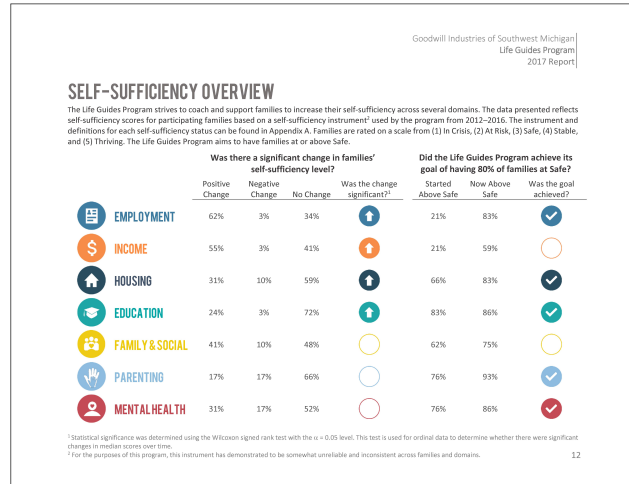 Goodwill Industries of Southwest Michigan
Life Guides Program
2017 Report
SELF-SUFFICIENCY OVERVIEW
The Life Guides Program strives to coach and support families to increase their self-sufficiency across several domains. The data presented reflects
self-sufficiency scores for participating families based on a self-sufficiency instrument² used by the program from 2012–2016. The instrument and
definitions for each self-sufficiency status can be found in Appendix A. Families are rated on a scale from (1) In Crisis, (2) At Risk, (3) Safe, (4) Stable,
and (5) Thriving. The Life Guides Program aims to have families at or above Safe.
Was there a significant change in families' self-sufficiency level?
Did the Life Guides Program achieve its goal of having 80% of families at Safe?
Positive Change Negative Change No Change Was the change significant?¹ Started Above Safe Now Above Safe Was the goal achieved?
EMPLOYMENT 62% 3% 34% 21% 83%
$ INCOME 55% 3% 41% 21% 59%
HOUSING 31% 10% 59% 66% 83%
EDUCATION 24% 3% 72% 83% 86%
FAMILY & SOCIAL 41% 10% 48% 62% 75%
PARENTING 17% 17% 66% 76% 93%
MENTAL HEALTH 31% 17% 52% 76% 86%
¹ Statistical significance was determined using the Wilcoxon signed rank test with the α = 0.05 level. This test is used for ordinal data to determine whether there were significant
changes in median scores over time.
² For the purposes of this program, this instrument has demonstrated to be somewhat unreliable and inconsistent across families and domains.
12